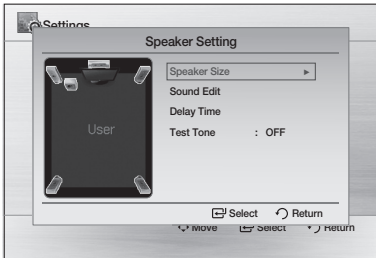 Settings
Speaker Setting
Speaker Size ►
Sound Edit
Delay Time
Test Tone : OFF
User
Select Return
Move Select Return